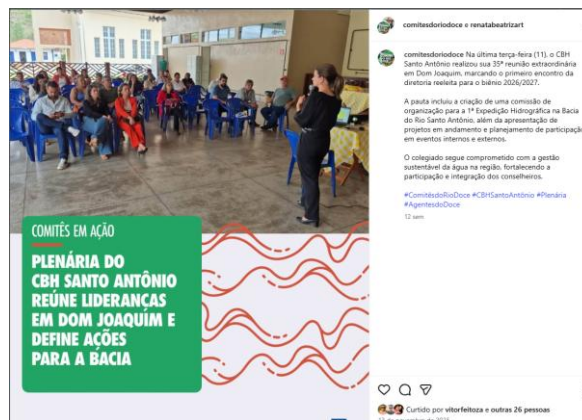 COMITÊS EM AÇÃO
PLENÁRIA DO
CBH SANTO ANTÔNIO
REÚNE LIDERANÇAS
EM DOM JOAQUIM E
DEFINE AÇÕES
PARA A BACIA
comitesdoriodoce e renatabeatrizart
comitesdoriodoce Na última terça-feira (11), o CBH
Santo Antônio realizou sua 35ª reunião extraordinária
em Dom Joaquim, marcando o primeiro encontro da
diretoria reeleita para o biênio 2026/2027.
A pauta incluiu a criação de uma comissão de
organização para a 1ª Expedição Hidrográfica na Bacia
do Rio Santo Antônio, além da apresentação de
projetos em andamento e planejamento de participação
em eventos internos e externos.
O colegiado segue comprometido com a gestão
sustentável da água na região, fortalecendo a
participação e integração dos conselheiros.
#ComitêsdoRioDoce #CBHSantoAntônio #Plenária
#AgentesdoDoce
12 sem
Curtido por vitorfeitoza e outras 26 pessoas
de novembro de 2025